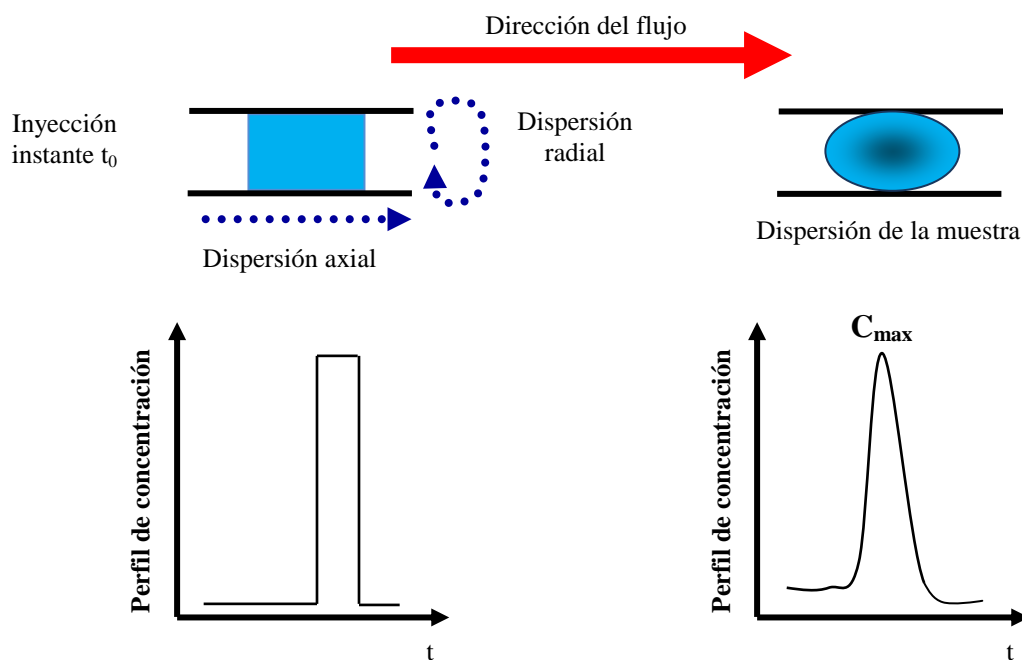 Dirección del flujo
Inyección
instante t₀
Dispersión
radial
Dispersión axial
Dispersión de la muestra
Perfil de concentración
t
Cmax
Perfil de concentración
t